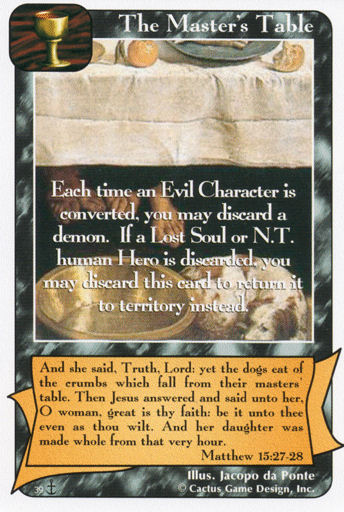 The Master's Table
Each time an Evil Character is
converted, you may discard a
demon. If a Lost Soul or N.T.
human Hero is discarded, you
may discard this card to return it
to territory instead.
And she said, Truth, Lord: yet the dogs eat of
the crumbs which fall from their masters'
table. Then Jesus answered and said unto her,
O woman, great is thy faith: be it unto thee
even as thou wilt. And her daughter was
made whole from that very hour.
Matthew 15:27-28
Illus. Jacopo da Ponte
39
© Cactus Game Design, Inc.